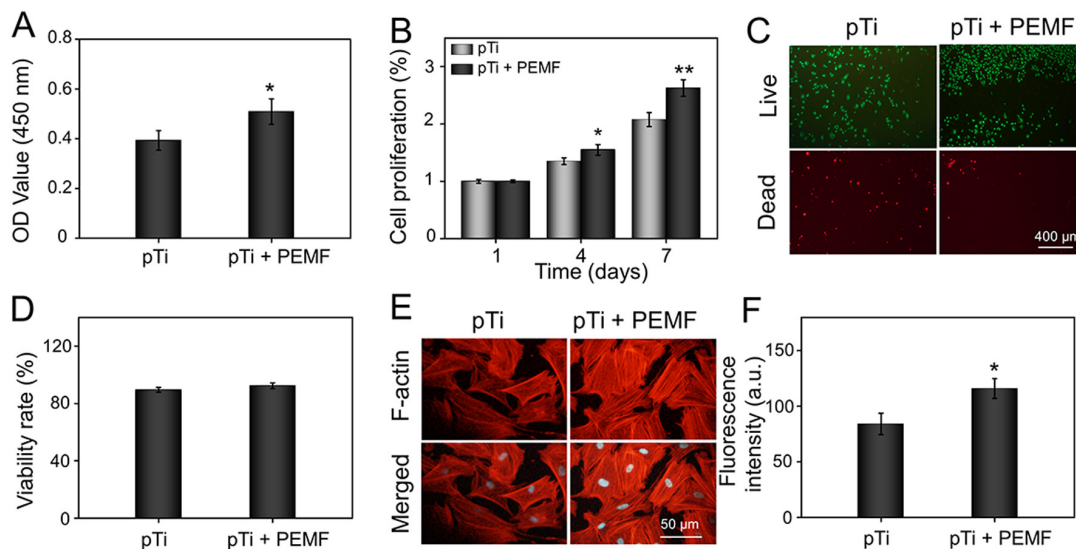 A
OD Value (450 nm)
0.8
0.6
0.4
0.2
0
*
pTi
pTi + PEMF
B
Cell proliferation (%)
3
2
1
0
pTi
pTi + PEMF
*
**
1
4
7
Time (days)
C
pTi
pTi + PEMF
Live
Dead
400 μm
D
Viability rate (%)
120
80
40
0
pTi
pTi + PEMF
E
pTi
pTi + PEMF
F-actin
Merged
50 μm
F
Fluorescence
intensity (a.u.)
150
100
50
0
*
pTi
pTi + PEMF